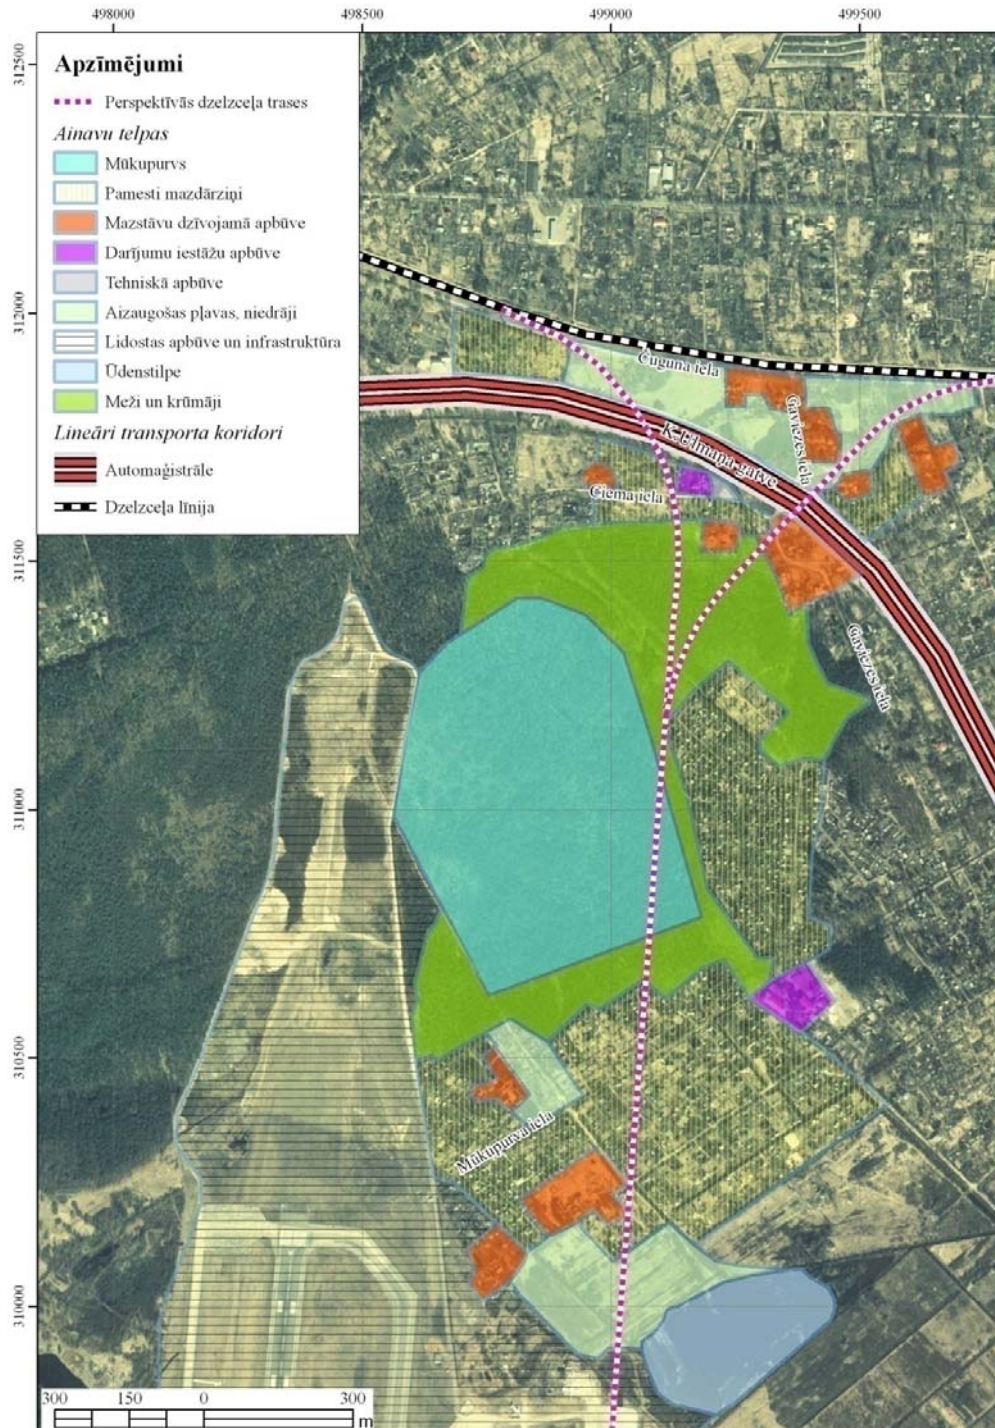 498000
498500
499000
499500
312500
Apzīmējumi
Perspektīvās dzelzceļa trases
Ainavu telpas
Mūkupurvs
Pamesti mazdārziņi
Mazstāvu dzīvojamā apbūve
Darījumu iestāžu apbūve
Tehniskā apbūve
Aizaugošas pļavas, niedrāji
Lidostas apbūve un infrastruktūra
Ūdenstilpe
Meži un krūmāji
Lineāri transporta koridori
Automaģistrāle
Dzelzceļa līnija
312000
Čuguna iela
Gaviezes iela
K.Ulmaņa gatve
Ciema iela
311500
Gaviezes iela
311000
310500
Mūkupurva iela
310000
300 150 0 300
m